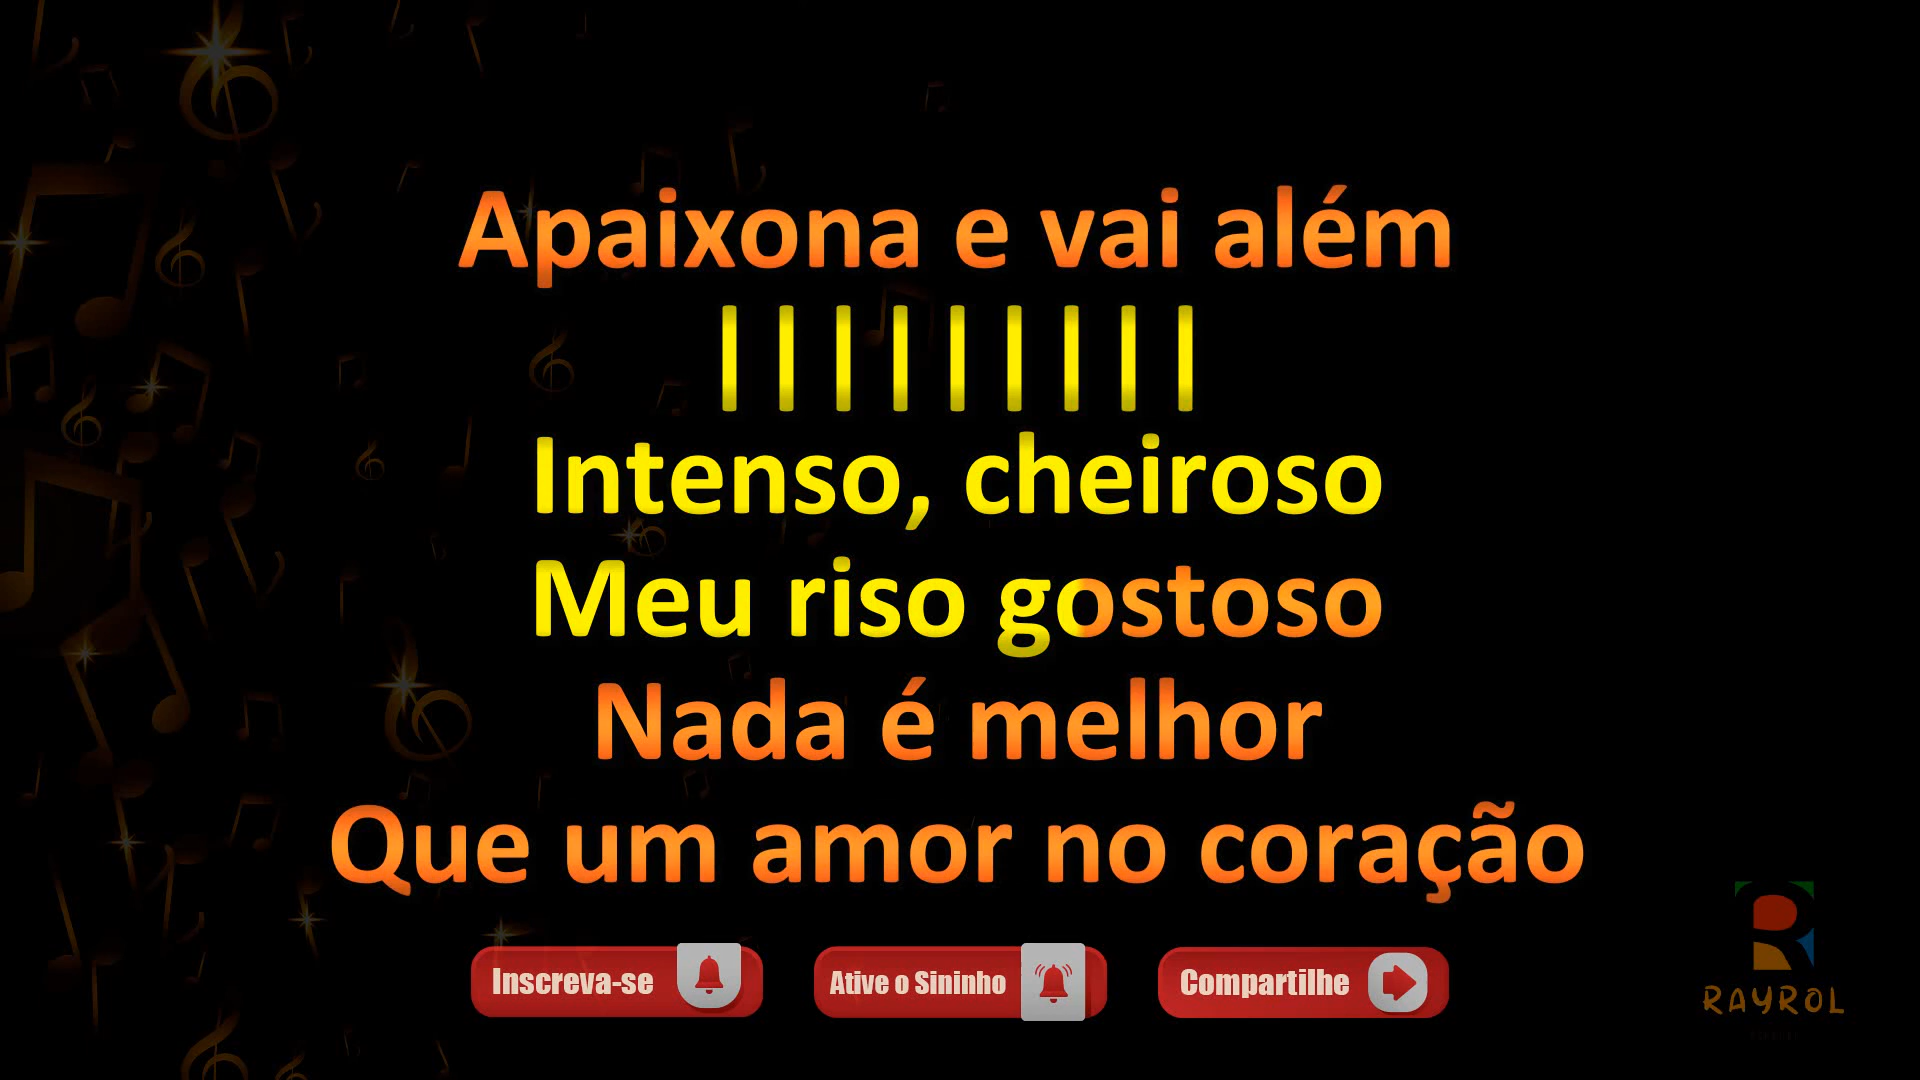 Apaixona e vai além
| | | | | | | | |
Intenso, cheiroso
Meu riso gostoso
Nada é melhor
Que um amor no coração
Inscreva-se
Ative o Sininho
Compartilhe
RAYROL